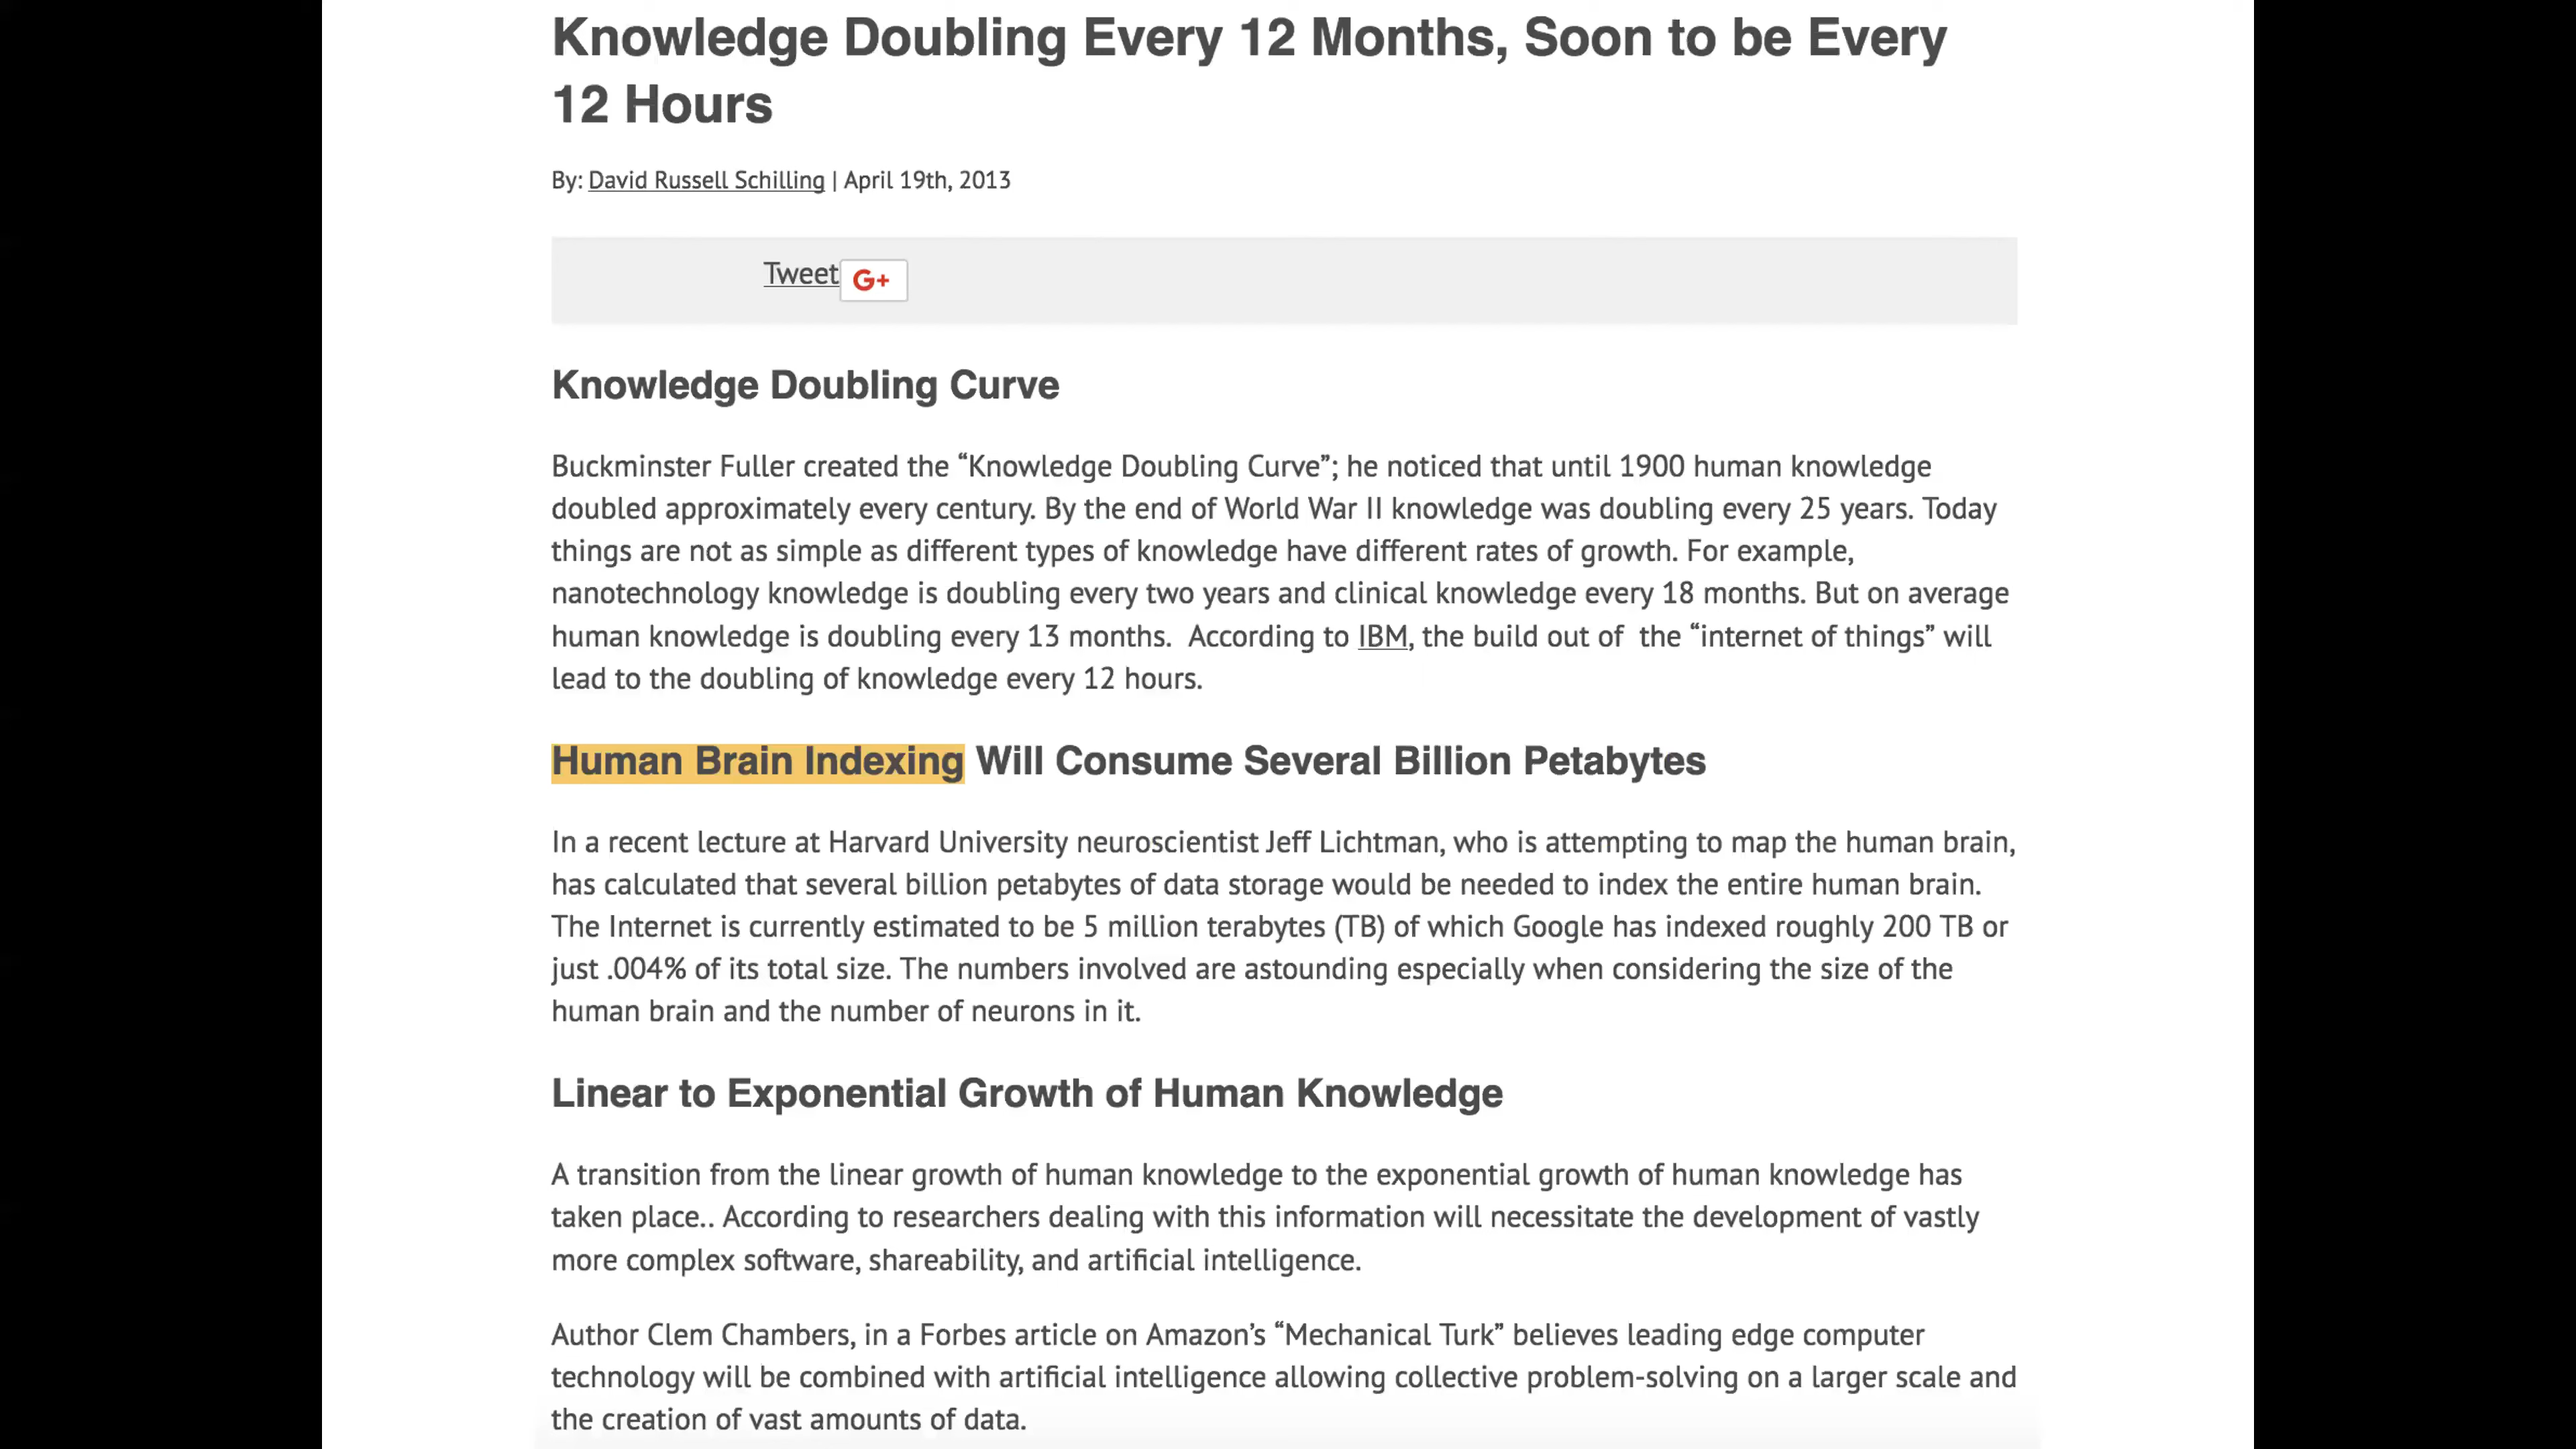 Knowledge Doubling Every 12 Months, Soon to be Every
12 Hours
By: David Russell Schilling | April 19th, 2013
Tweet G+
Knowledge Doubling Curve
Buckminster Fuller created the “Knowledge Doubling Curve”; he noticed that until 1900 human knowledge
doubled approximately every century. By the end of World War II knowledge was doubling every 25 years. Today
things are not as simple as different types of knowledge have different rates of growth. For example,
nanotechnology knowledge is doubling every two years and clinical knowledge every 18 months. But on average
human knowledge is doubling every 13 months.  According to IBM, the build out of  the “internet of things” will
lead to the doubling of knowledge every 12 hours.
Human Brain Indexing Will Consume Several Billion Petabytes
In a recent lecture at Harvard University neuroscientist Jeff Lichtman, who is attempting to map the human brain,
has calculated that several billion petabytes of data storage would be needed to index the entire human brain.
The Internet is currently estimated to be 5 million terabytes (TB) of which Google has indexed roughly 200 TB or
just .004% of its total size. The numbers involved are astounding especially when considering the size of the
human brain and the number of neurons in it.
Linear to Exponential Growth of Human Knowledge
A transition from the linear growth of human knowledge to the exponential growth of human knowledge has
taken place.. According to researchers dealing with this information will necessitate the development of vastly
more complex software, shareability, and artificial intelligence.
Author Clem Chambers, in a Forbes article on Amazon’s “Mechanical Turk” believes leading edge computer
technology will be combined with artificial intelligence allowing collective problem-solving on a larger scale and
the creation of vast amounts of data.